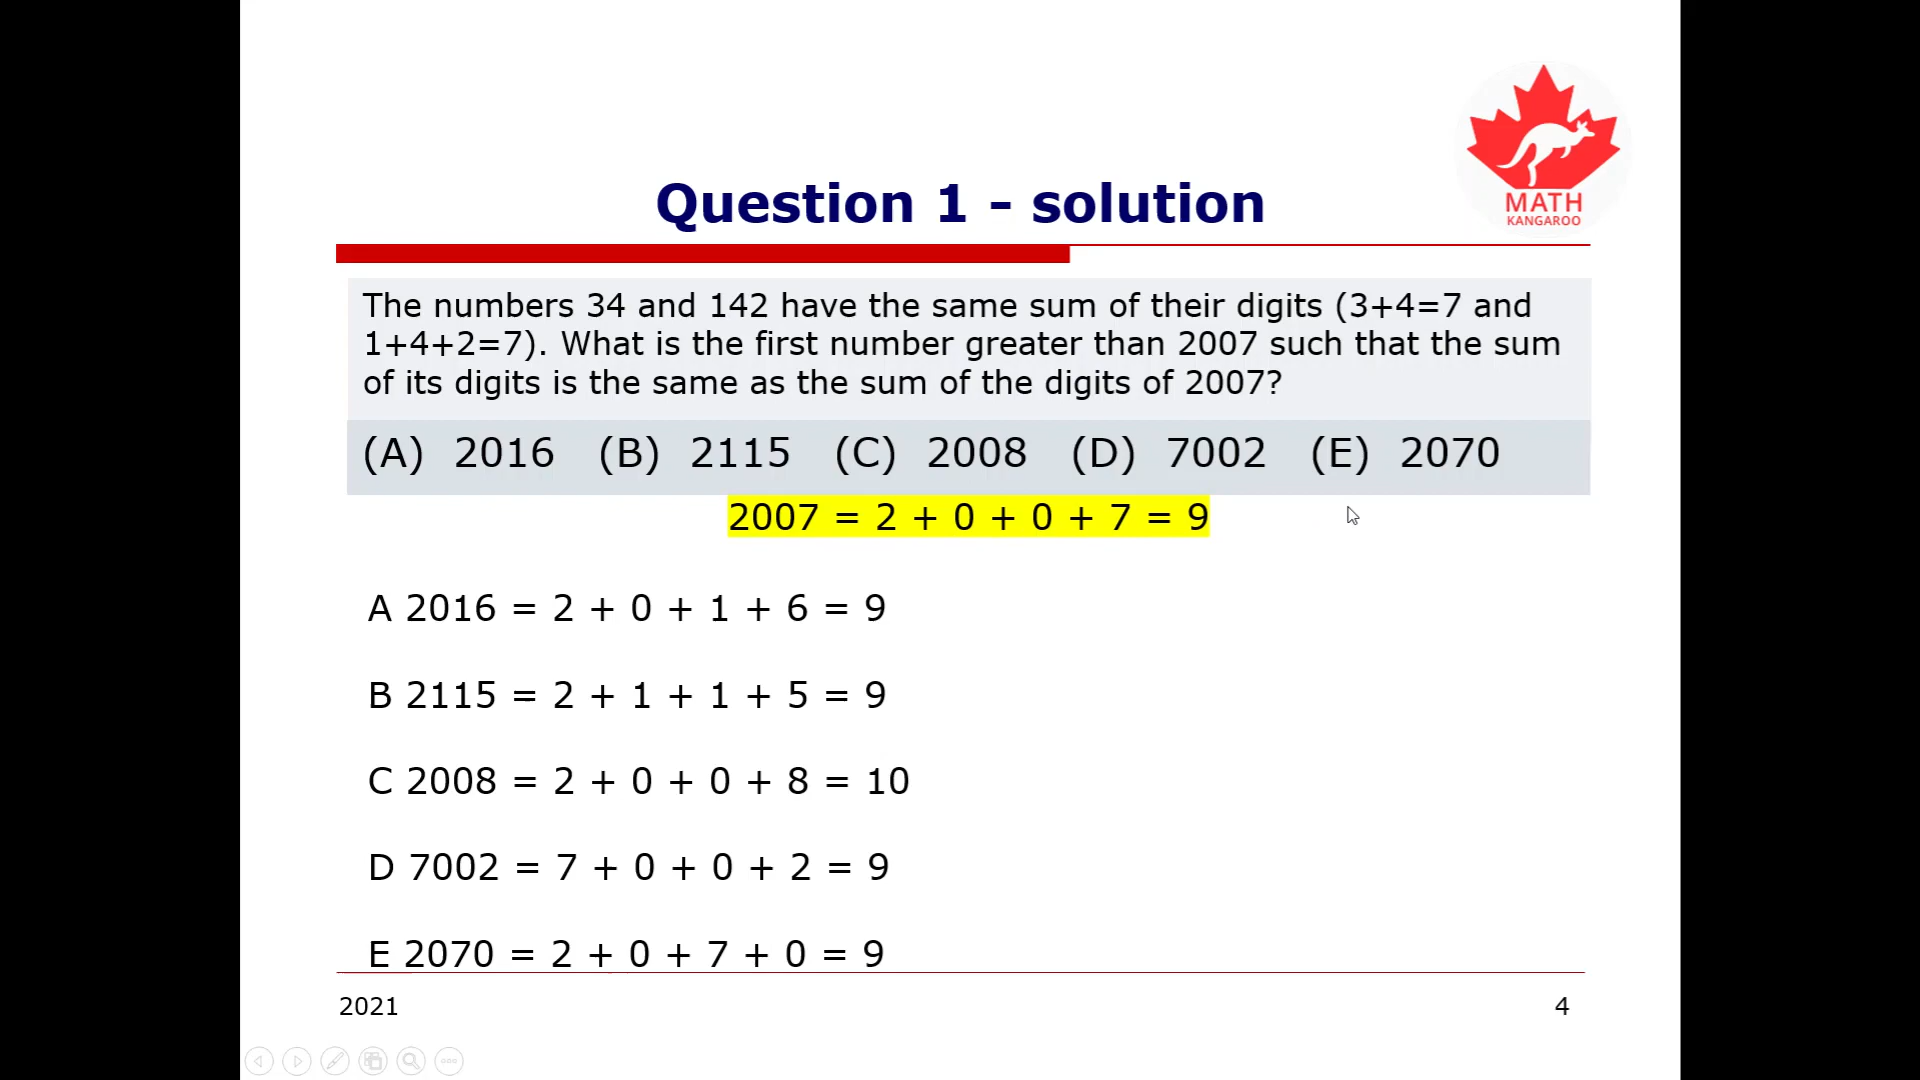 MATH
KANGAROO
Question 1 - solution
The numbers 34 and 142 have the same sum of their digits (3+4=7 and
1+4+2=7). What is the first number greater than 2007 such that the sum
of its digits is the same as the sum of the digits of 2007?
(A) 2016 (B) 2115 (C) 2008 (D) 7002 (E) 2070
2007 = 2 + 0 + 0 + 7 = 9
A 2016 = 2 + 0 + 1 + 6 = 9
B 2115 = 2 + 1 + 1 + 5 = 9
C 2008 = 2 + 0 + 0 + 8 = 10
D 7002 = 7 + 0 + 0 + 2 = 9
E 2070 = 2 + 0 + 7 + 0 = 9
2021 4